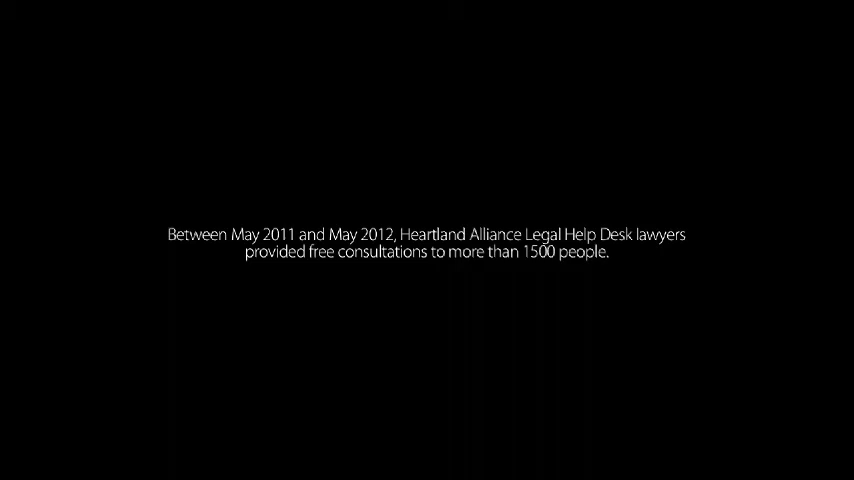 Between May 2011 and May 2012, Heartland Alliance Legal Help Desk lawyers
provided free consultations to more than 1500 people.